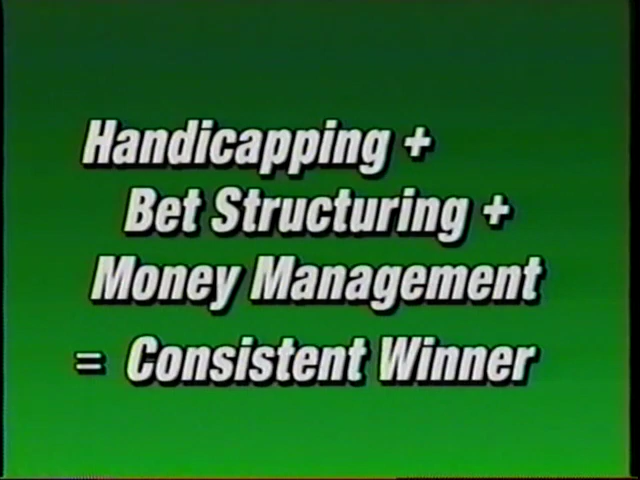 Handicapping +
Bet Structuring +
Money Management
= Consistent Winner